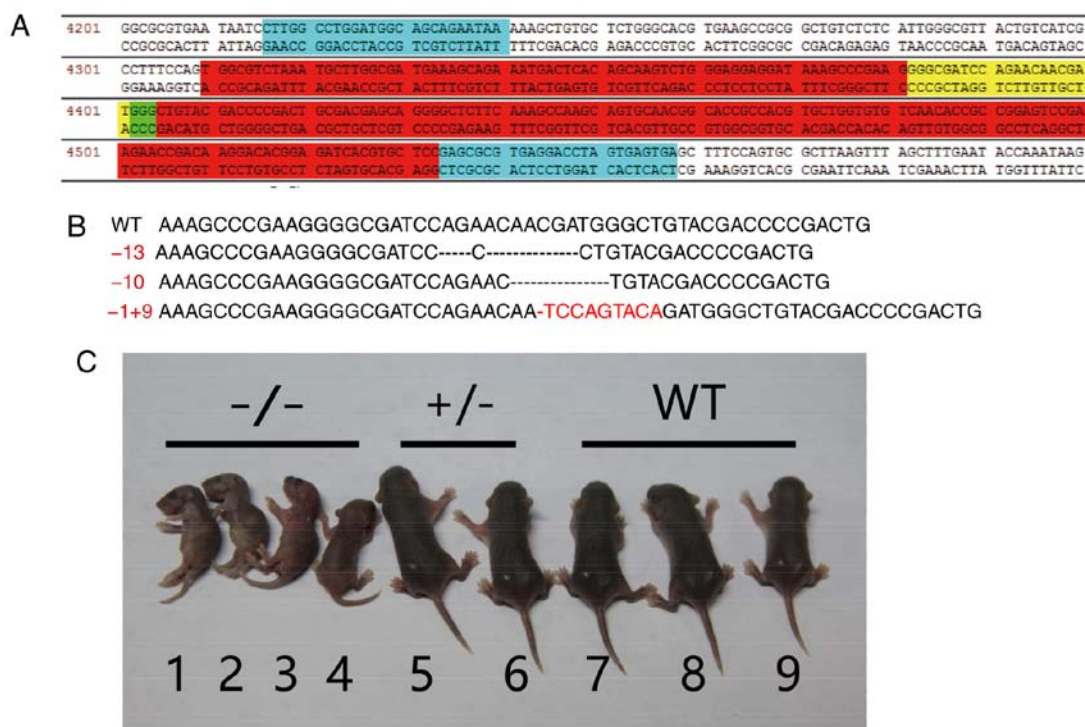 A
4201 GGCGCGTGAA TAATCCTTGG CCTGGATGGC AGCAGAATAA AAAGCTGTGC TCTGGGCACG TGAAGCCGCG GCTGTCTCTC ATTGGGCGTT ACTGTCATCG
CCGCGCACTT ATTAGGAACC GGACCTACCG TCGTCTTATT TTTCGACACG AGACCCGTGC ACTTCGGCGC CGACAGAGAG TAACCCGCAA TGACAGTAGC
4301 CCTTTCCAGT GGCGTCTAAA TGCTTGGCGA TGAAAGCAGA AATGACTCAC AGCAAGTCTG GGAGGAGGAT AAAGCCCGAA GGGGCGATCC AGAACAACGA
GGAAAGGTCA CCGCAGATTT ACGAACCGCT ACTTTCGTCT TTACTGAGTG TCGTTCAGAC CCTCCTCCTA TTTCGGGCTT CCCCGCTAGG TCTTGTTGCT
4401 TGGGCTGTAC GACCCCGACT GCGACGAGCA GGGGCTCTTC AAAGCCAAGC AGTGCAACGG CACCGCCACG TGCTGGTGTG TCAACACCGC CGGAGTCCGA
ACCCGACATG CTGGGGCTGA CGCTGCTCGT CCCCGAGAAG TTTCGGTTCG TCACGTTGCC GTGGCGGTGC ACGACCACAC AGTTGTGGCG GCCTCAGGCT
4501 AGAACCGACA AGGACACGGA GATCACGTGC TCCGAGCGCG TGAGGACCTA GTGAGTGAGC TTTCCAGTGC GCTTAAGTTT AGCTTTGAAT ACCAAATAAG
TCTTGGCTGT TCCTGTGCCT CTAGTGCACG AGGCTCGCGC ACTCCTGGAT CACTCACTCG AAAGGTCACG CGAATTCAAA TCGAAACTTA TGGTTTATTC
B
WT AAAGCCCGAAGGGGCGATCCAGAACAACGATGGGCTGTACGACCCCGACTG
-13 AAAGCCCGAAGGGGCGATCC-----C--------------CTGTACGACCCCGACTG
-10 AAAGCCCGAAGGGGCGATCCAGAAC---------------TGTACGACCCCGACTG
-1+9 AAAGCCCGAAGGGGCGATCCAGAACAA-TCCAGTACAGATGGGCTGTACGACCCCGACTG
C
-/- +/- WT
1 2 3 4 5 6 7 8 9